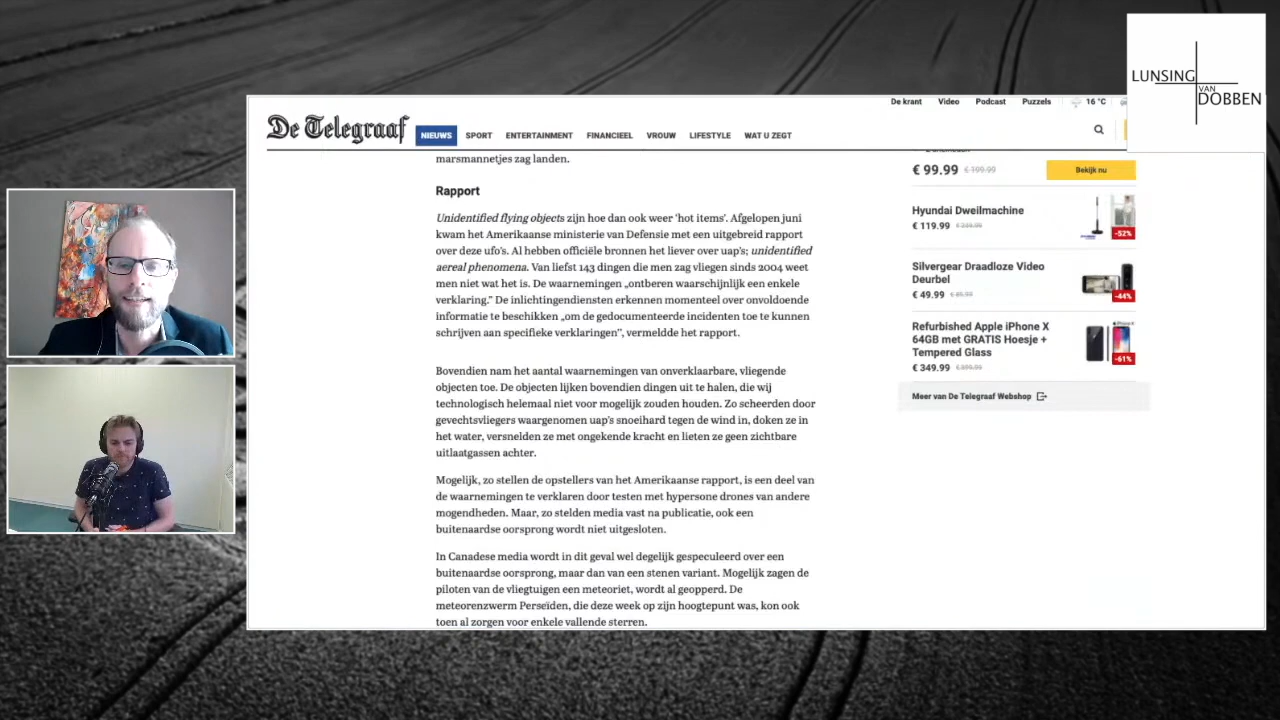 LUNSING
VAN
DOBBEN
De krant Video Podcast Puzzels 16 °C
De Telegraaf NIEUWS SPORT ENTERTAINMENT FINANCIEEL VROUW LIFESTYLE WAT U ZEGT
marsmannetjes zag landen.
Rapport
Unidentified flying objects zijn hoe dan ook weer 'hot items'. Afgelopen juni
kwam het Amerikaanse ministerie van Defensie met een uitgebreid rapport
over deze ufo's. Al hebben officiële bronnen het liever over uap's; unidentified
aereal phenomena. Van liefst 143 dingen die men zag vliegen sinds 2004 weet
men niet wat het is. De waarnemingen „ontberen waarschijnlijk een enkele
verklaring.” De inlichtingendiensten erkennen momenteel over onvoldoende
informatie te beschikken „om de gedocumenteerde incidenten toe te kunnen
schrijven aan specifieke verklaringen”, vermeldde het rapport.
Bovendien nam het aantal waarnemingen van onverklaarbare, vliegende
objecten toe. De objecten lijken bovendien dingen uit te halen, die wij
technologisch helemaal niet voor mogelijk zouden houden. Zo scheerden door
gevechtsvliegers waargenomen uap's snoeihard tegen de wind in, doken ze in
het water, versnelden ze met ongekende kracht en lieten ze geen zichtbare
uitlaatgassen achter.
Mogelijk, zo stellen de opstellers van het Amerikaanse rapport, is een deel van
de waarnemingen te verklaren door testen met hypersone drones van andere
mogendheden. Maar, zo stelden media vast na publicatie, ook een
buitenaardse oorsprong wordt niet uitgesloten.
In Canadese media wordt in dit geval wel degelijk gespeculeerd over een
buitenaardse oorsprong, maar dan van een stenen variant. Mogelijk zagen de
piloten van de vliegtuigen een meteoriet, wordt al geopperd. De
meteorenzwerm Perseïden, die deze week op zijn hoogtepunt was, kon ook
toen al zorgen voor enkele vallende sterren.
€ 99.99 € 199.99 Bekijk nu
Hyundai Dweilmachine
€ 119.99
-52%
Silvergear Draadloze Video
Deurbel
€ 49.99
-44%
Refurbished Apple iPhone X
64GB met GRATIS Hoesje +
Tempered Glass
€ 349.99
-61%
Meer van De Telegraaf Webshop